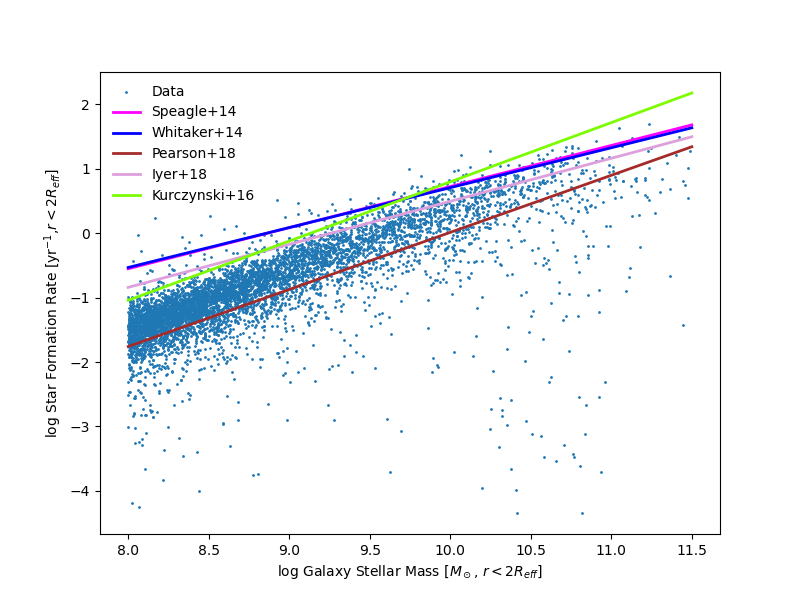 Data
Speagle+14
Whitaker+14
Pearson+18
Iyer+18
Kurczynski+16
2
1
0
−1
−2
−3
−4
log Star Formation Rate [yr⁻¹,r < 2R_eff]
8.0 8.5 9.0 9.5 10.0 10.5 11.0 11.5
log Galaxy Stellar Mass [M_⊙, r < 2R_eff]